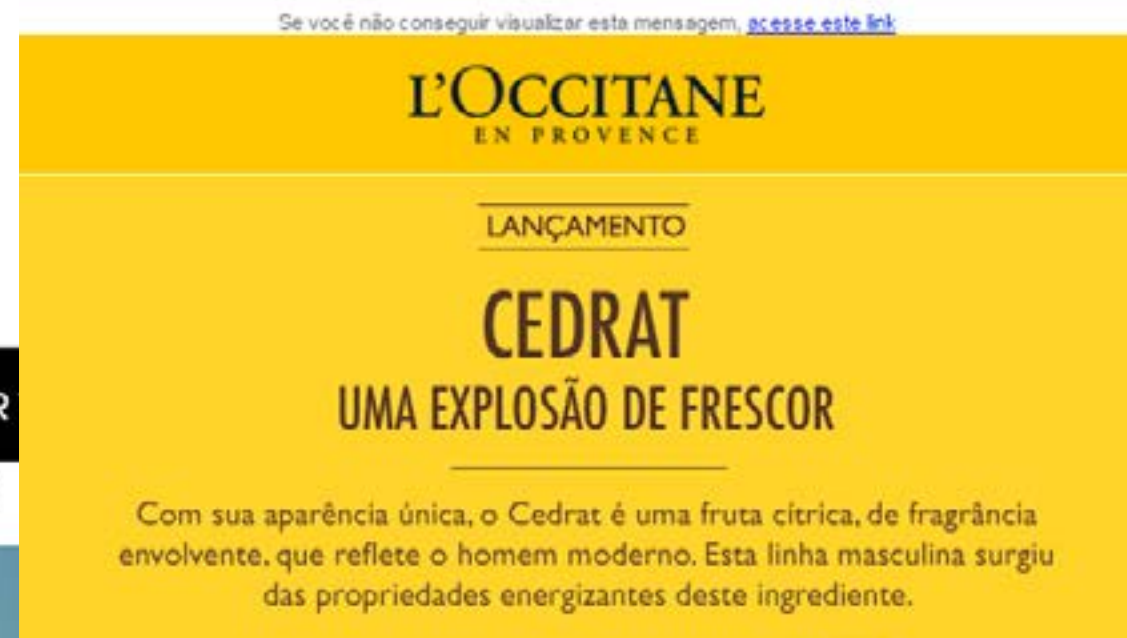 Se você não conseguir visualizar esta mensagem, acesse este link
L'OCCITANE
EN PROVENCE
LANÇAMENTO
CEDRAT
UMA EXPLOSÃO DE FRESCOR
R
Com sua aparência única, o Cedrat é uma fruta cítrica, de fragrância
envolvente, que reflete o homem moderno. Esta linha masculina surgiu
das propriedades energizantes deste ingrediente.